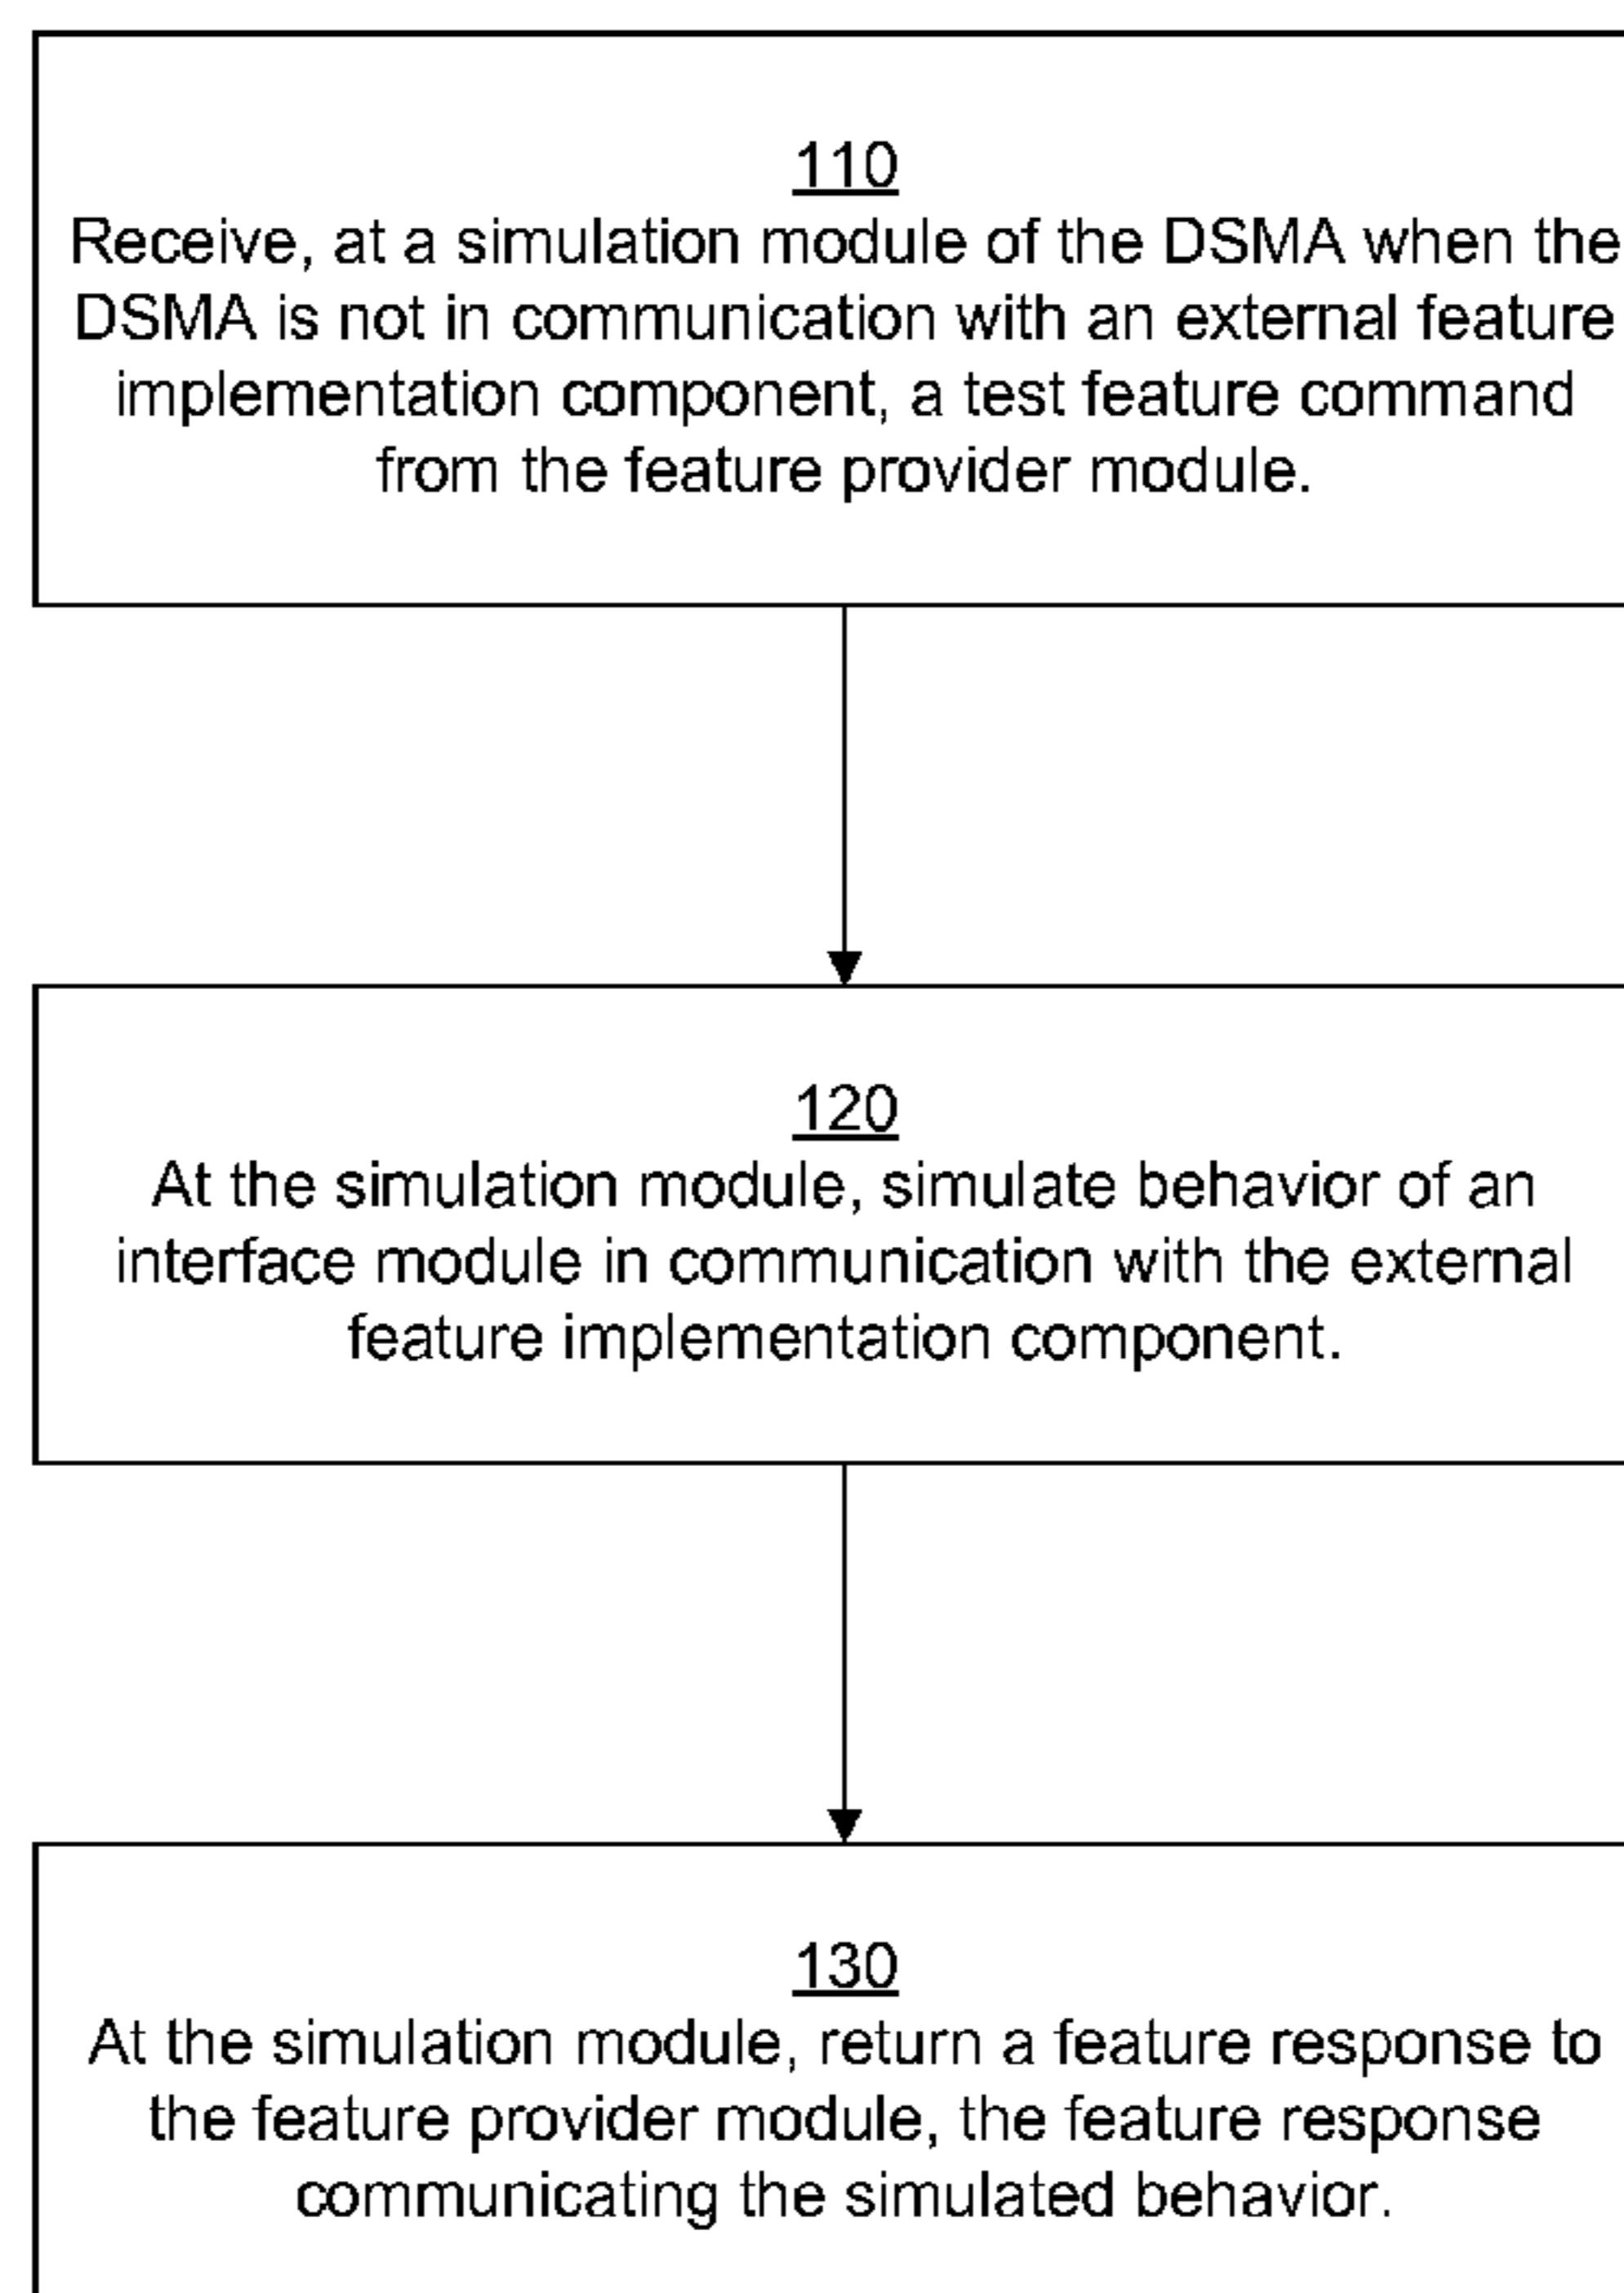 110
Receive, at a simulation module of the DSMA when the
DSMA is not in communication with an external feature
implementation component, a test feature command
from the feature provider module.
120
At the simulation module, simulate behavior of an
interface module in communication with the external
feature implementation component.
130
At the simulation module, return a feature response to
the feature provider module, the feature response
communicating the simulated behavior.